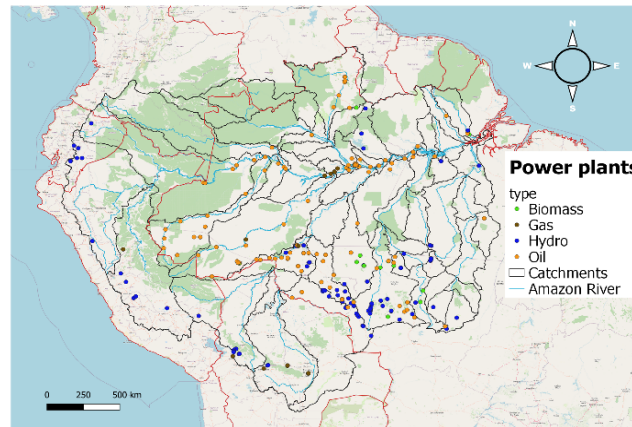 N
W
E
S
Power plants
type
Biomass
Gas
Hydro
Oil
Catchments
Amazon River
0 250 500 km